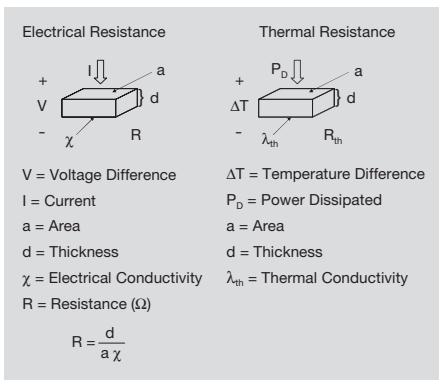 Electrical Resistance
I
a
+
V
d
-
χ
R
V = Voltage Difference
I = Current
a = Area
d = Thickness
χ = Electrical Conductivity
R = Resistance (Ω)
R = d / a χ
Thermal Resistance
P_D
a
+
ΔT
d
-
λ_th
R_th
ΔT = Temperature Difference
P_D = Power Dissipated
a = Area
d = Thickness
λ_th = Thermal Conductivity